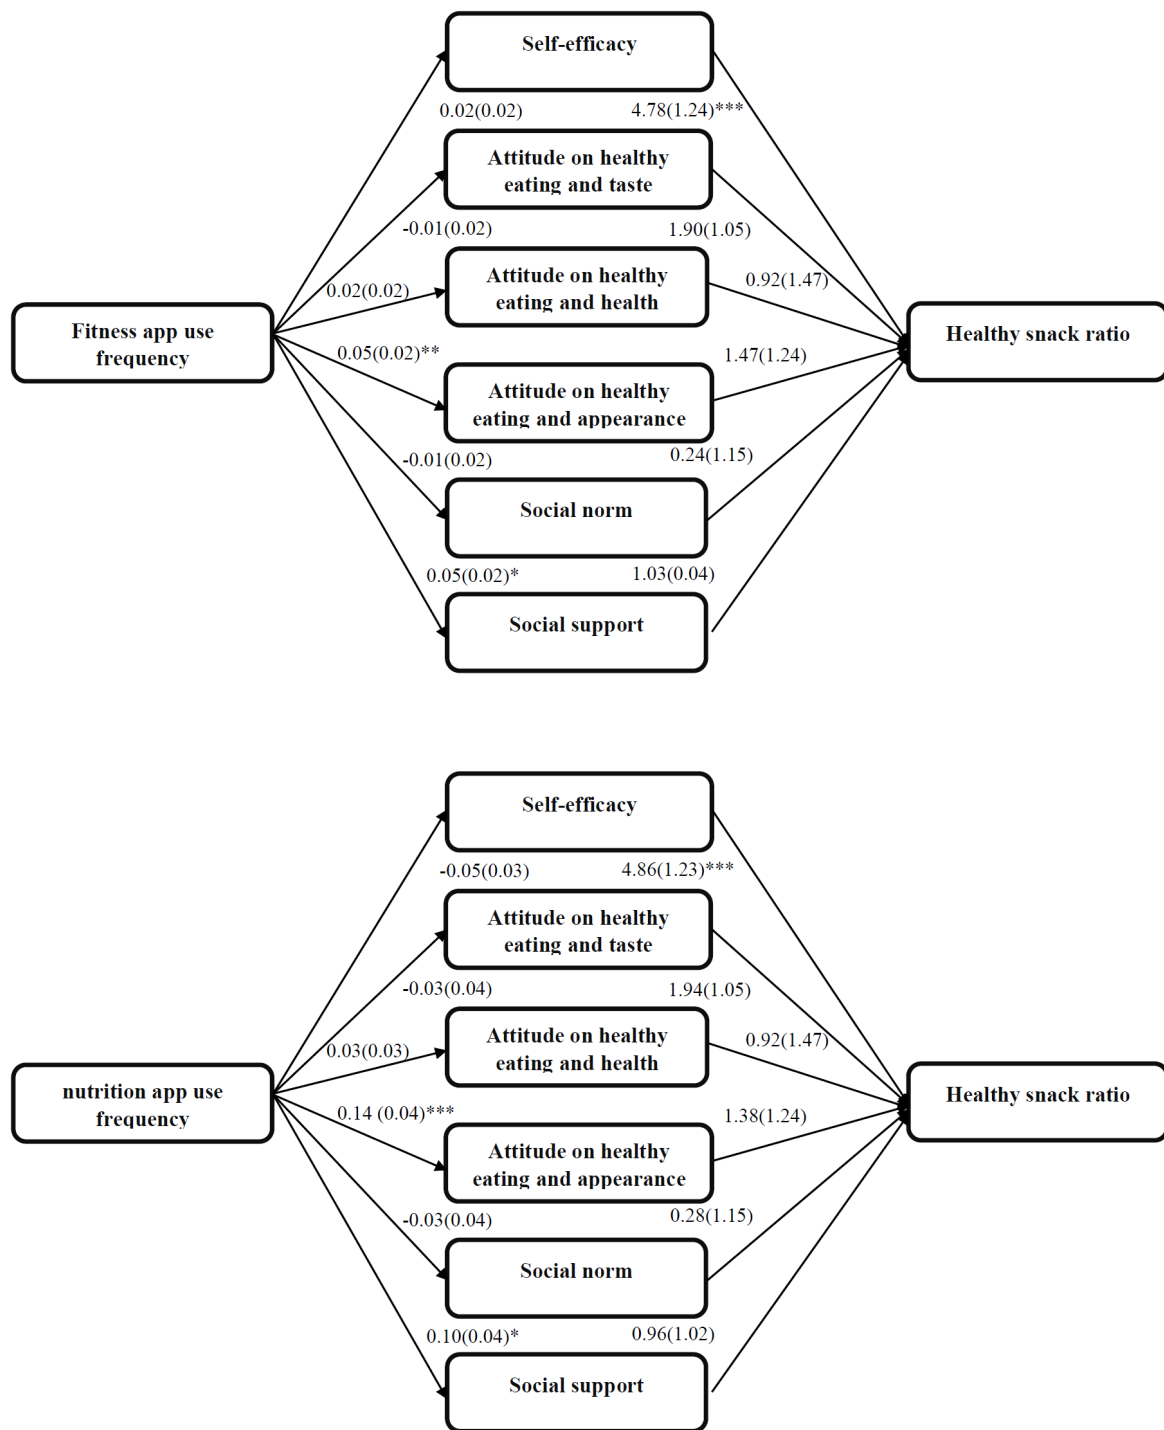 Self-efficacy
0.02(0.02)
4.78(1.24)***
Attitude on healthy
eating and taste
-0.01(0.02)
1.90(1.05)
Attitude on healthy
eating and health
0.02(0.02)
0.92(1.47)
Fitness app use
frequency
Healthy snack ratio
0.05(0.02)**
1.47(1.24)
Attitude on healthy
eating and appearance
-0.01(0.02)
0.24(1.15)
Social norm
0.05(0.02)*
1.03(0.04)
Social support
Self-efficacy
-0.05(0.03)
4.86(1.23)***
Attitude on healthy
eating and taste
-0.03(0.04)
1.94(1.05)
Attitude on healthy
eating and health
0.03(0.03)
0.92(1.47)
nutrition app use
frequency
Healthy snack ratio
0.14 (0.04)***
1.38(1.24)
Attitude on healthy
eating and appearance
-0.03(0.04)
0.28(1.15)
Social norm
0.10(0.04)*
0.96(1.02)
Social support